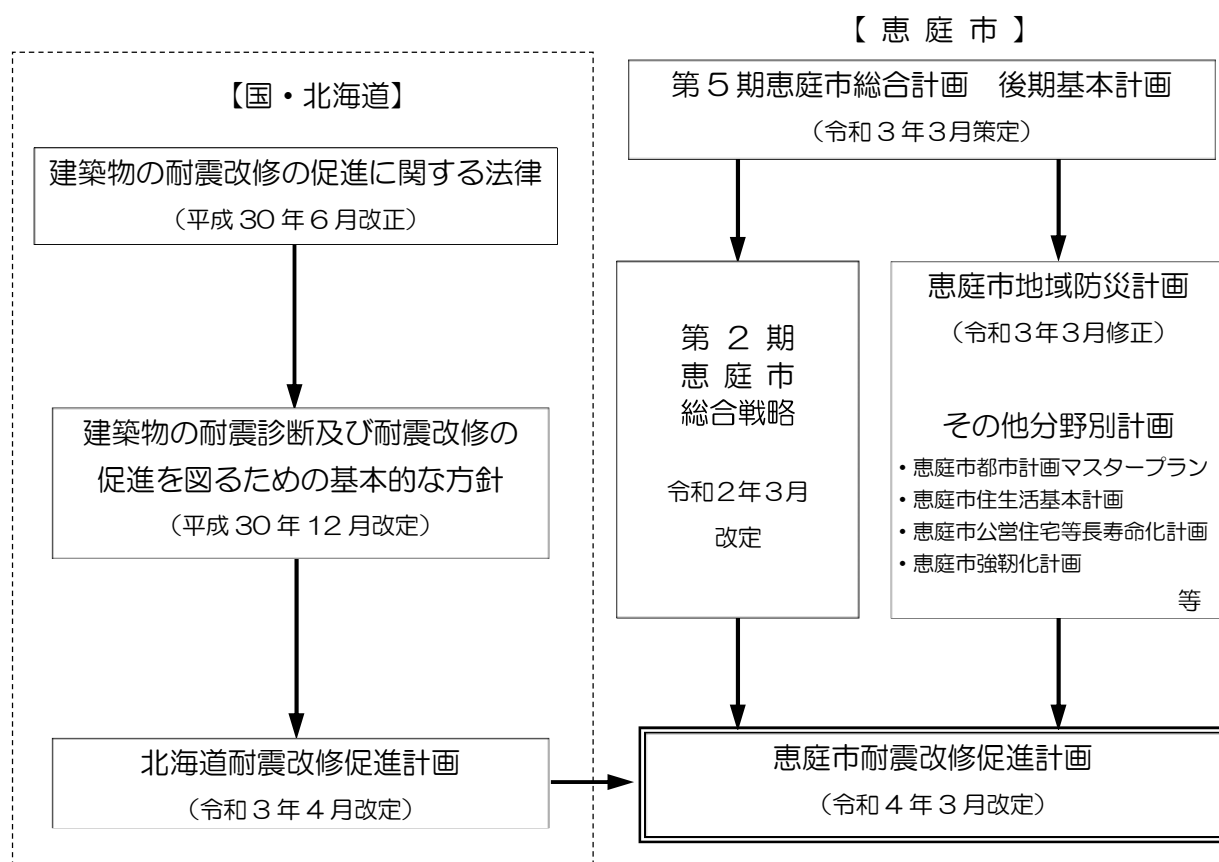 【国・北海道】
建築物の耐震改修の促進に関する法律
（平成30年6月改正）
建築物の耐震診断及び耐震改修の
促進を図るための基本的な方針
（平成30年12月改定）
北海道耐震改修促進計画
（令和3年4月改定）
【恵庭市】
第5期恵庭市総合計画　後期基本計画
（令和3年3月策定）
第2期
恵庭市
総合戦略
令和2年3月
改定
恵庭市地域防災計画
（令和3年3月修正）
その他分野別計画
・恵庭市都市計画マスタープラン
・恵庭市住生活基本計画
・恵庭市公営住宅等長寿命化計画
・恵庭市強靭化計画
等
恵庭市耐震改修促進計画
（令和4年3月改定）